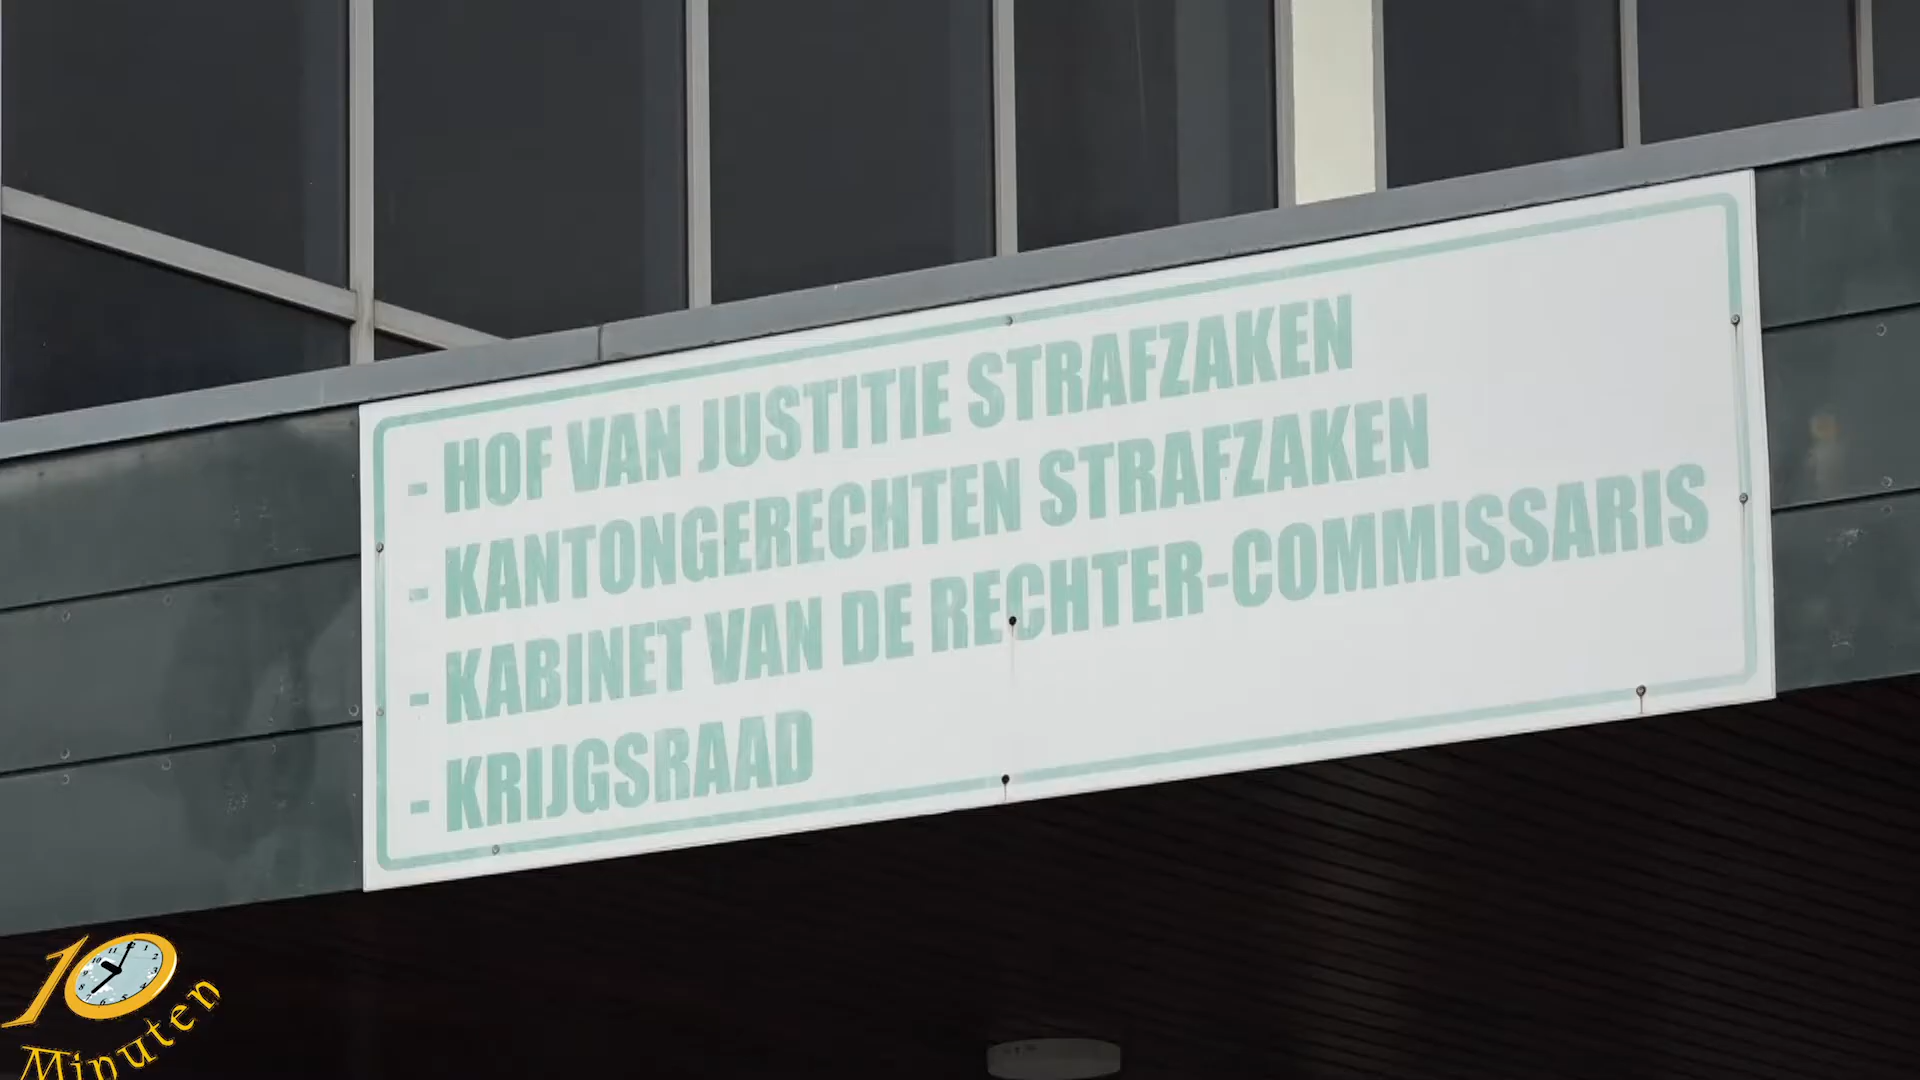 - HOF VAN JUSTITIE STRAFZAKEN
- KANTONGERECHTEN STRAFZAKEN
- KABINET VAN DE RECHTER-COMMISSARIS
- KRIJGSRAAD
10
Minuten